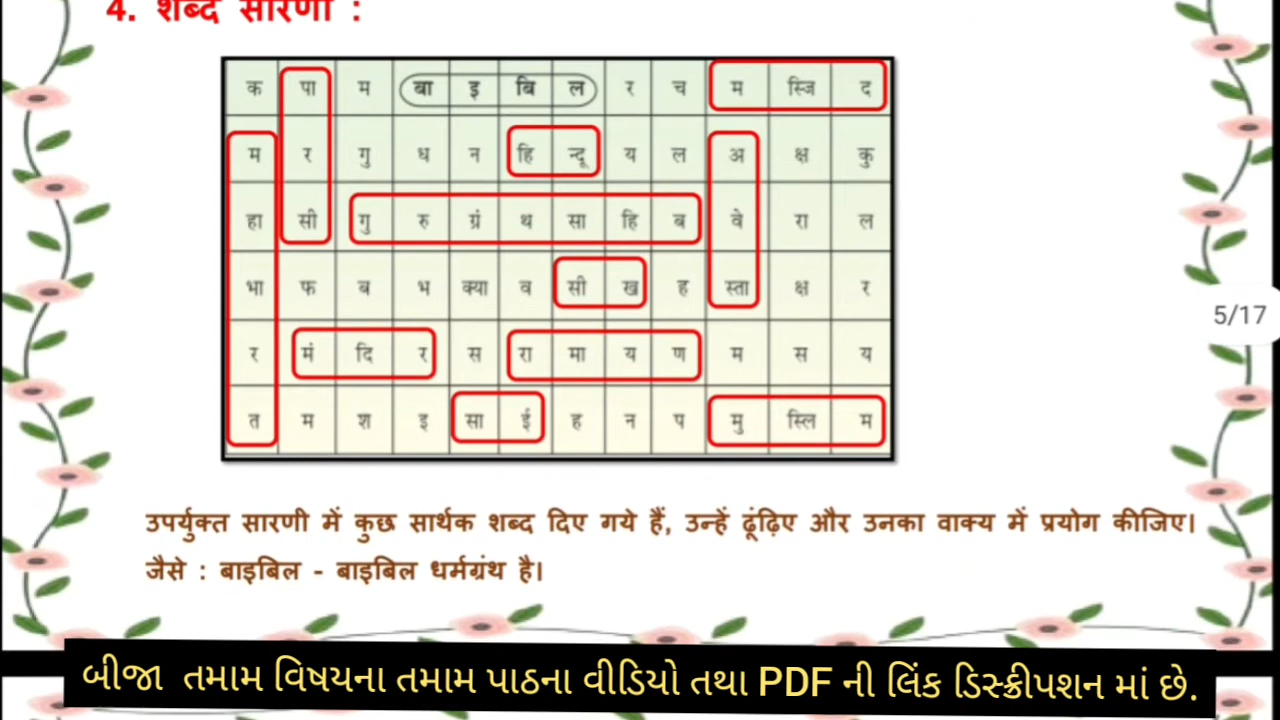 4. शब्द सारणी :
क पा म बा इ बि ल र च म स्जि द
म र गु ध न हि न्दू य ल अ क्ष कु
हा सी गु रु ग्रं थ सा हि ब वे रा ल
भा फ ब भ क्या व सी ख ह स्ता क्ष र
र मं दि र स रा मा य ण म स य
त म श इ सा ई ह न प मु स्लि म
5/17
उपर्युक्त सारणी में कुछ सार्थक शब्द दिए गये हैं, उन्हें ढूंढ़िए और उनका वाक्य में प्रयोग कीजिए।
जैसे : बाइबिल - बाइबिल धर्मग्रंथ है।
બીજા તમામ વિષયના તમામ પાઠના વીડિયો તથા PDF ની લિંક ડિસ્ક્રીપશન માં છે.